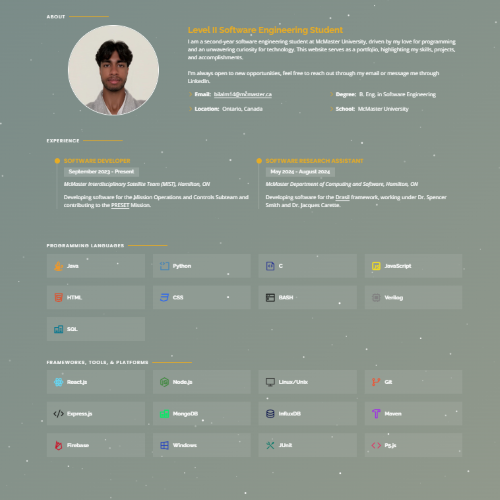 ABOUT
Level II Software Engineering Student
I am a second-year software engineering student at McMaster University, driven by my love for programming
and an unwavering curiosity for technology. This website serves as a portfolio, highlighting my skills, projects,
and accomplishments.
I'm always open to new opportunities, feel free to reach out through my email or message me through
LinkedIn.
Email:
Degree: B. Eng. in Software Engineering
Location: Ontario, Canada
School: McMaster University
EXPERIENCE
SOFTWARE DEVELOPER
September 2023 - Present
McMaster Interdisciplinary Satellite Team (MIST), Hamilton, ON
Developing software for the Mission Operations and Controls Subteam and
contributing to the PRESET Mission.
SOFTWARE RESEARCH ASSISTANT
May 2024 - August 2024
McMaster Department of Computing and Software, Hamilton, ON
Developing software for the Drasil framework, working under Dr. Spencer
Smith and Dr. Jacques Carette.
PROGRAMMING LANGUAGES
Java
Python
C
JavaScript
HTML
CSS
BASH
Verilog
SQL
FRAMEWORKS, TOOLS, & PLATFORMS
React.js
Node.js
Linux/Unix
Git
Express.js
MongoDB
InfluxDB
Maven
Firebase
Windows
JUnit
P5.js